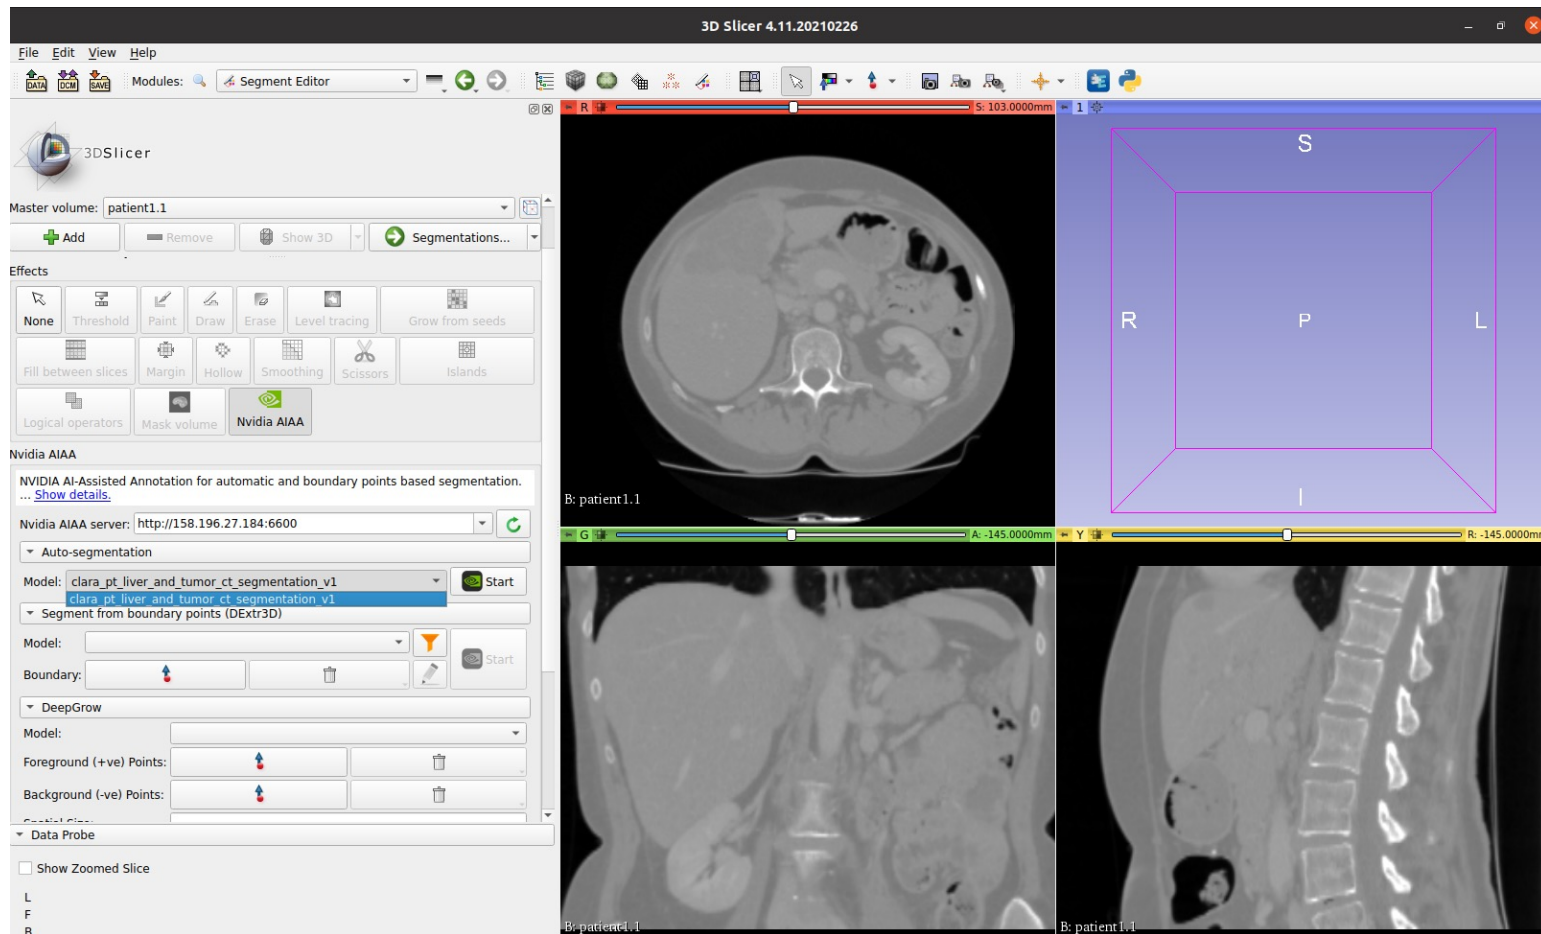 3D Slicer 4.11.20210226
File Edit View Help
DATA DCM SAVE Modules: Segment Editor
R S: 103.0000mm 1
3DSlicer
Master volume: patient1.1
Add Remove Show 3D Segmentations...
Effects
None Threshold Paint Draw Erase Level tracing Grow from seeds
Fill between slices Margin Hollow Smoothing Scissors Islands
Logical operators Mask volume Nvidia AIAA
Nvidia AIAA
NVIDIA AI-Assisted Annotation for automatic and boundary points based segmentation.
... Show details.
Nvidia AIAA server: http://158.196.27.184:6600
Auto-segmentation
Model: clara_pt_liver_and_tumor_ct_segmentation_v1 Start
clara_pt_liver_and_tumor_ct_segmentation_v1
Segment from boundary points (DExtr3D)
Model:
Boundary: Start
DeepGrow
Model:
Foreground (+ve) Points:
Background (-ve) Points:
Data Probe
Show Zoomed Slice
L
F
B
B: patient1.1
S
R P L
I
G A: -145.0000mm
Y R: -145.0000mm
B: patient1.1
B: patient1.1